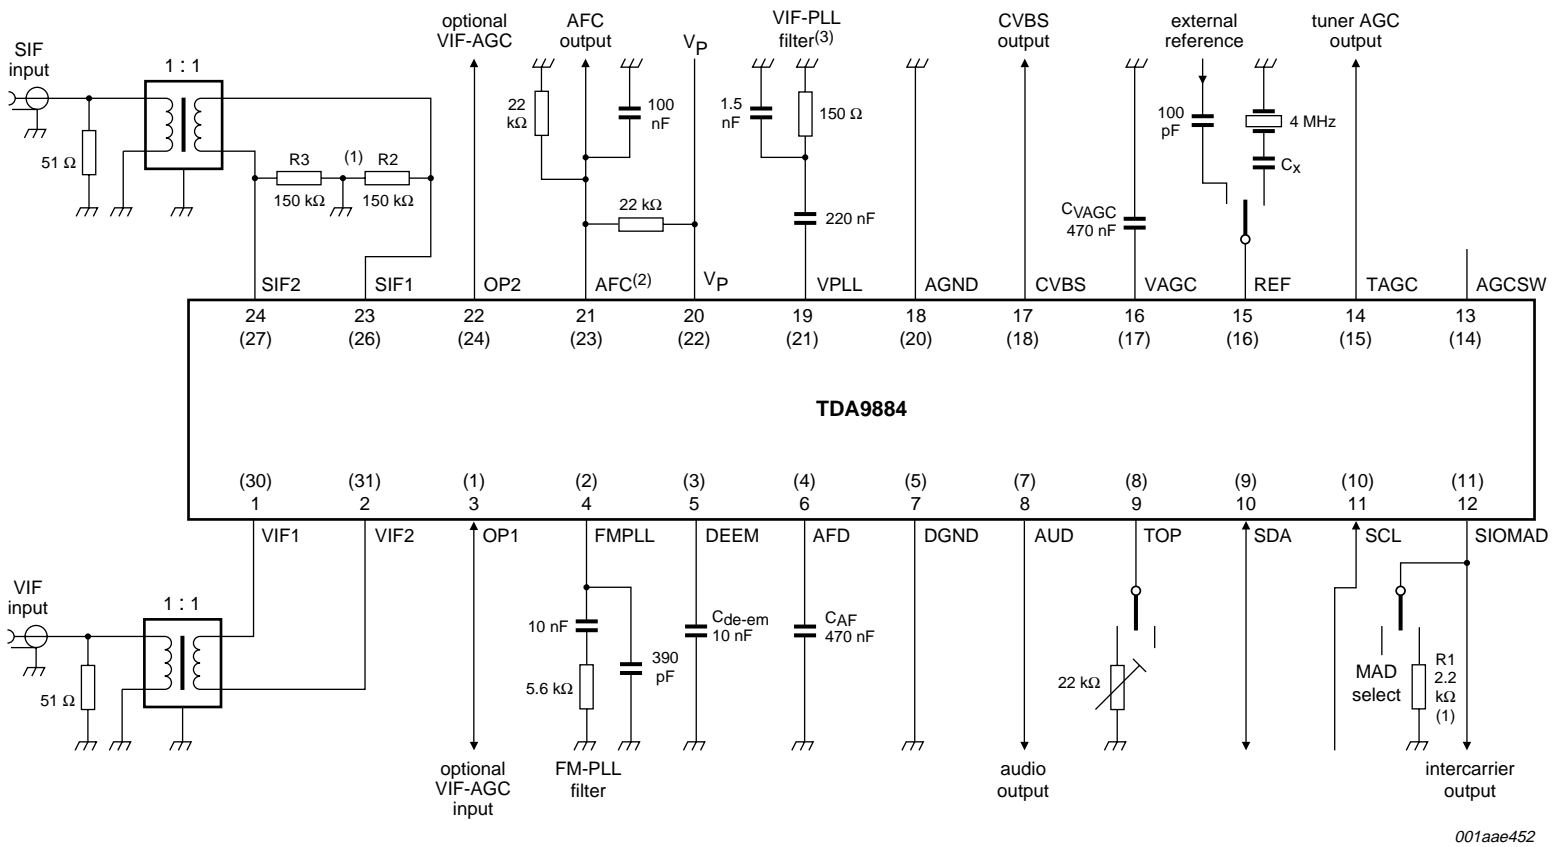 optional
VIF-AGC
AFC
output
VIF-PLL
filter(3)
CVBS
output
external
reference
tuner AGC
output
SIF
input
1 : 1
VP
22
kΩ
100
nF
1.5
nF
150 Ω
100
pF
4 MHz
Cx
51 Ω
R3
(1)
R2
150 kΩ
150 kΩ
22 kΩ
220 nF
CVAGC
470 nF
SIF2
SIF1
OP2
AFC(2)
VP
VPLL
AGND
CVBS
VAGC
REF
TAGC
AGCSW
24
23
22
21
20
19
18
17
16
15
14
13
(27)
(26)
(24)
(23)
(22)
(21)
(20)
(18)
(17)
(16)
(15)
(14)
TDA9884
(30)
(31)
(1)
(2)
(3)
(4)
(5)
(7)
(8)
(9)
(10)
(11)
1
2
3
4
5
6
7
8
9
10
11
12
VIF1
VIF2
OP1
FMPLL
DEEM
AFD
DGND
AUD
TOP
SDA
SCL
SIOMAD
VIF
input
1 : 1
51 Ω
10 nF
5.6 kΩ
390
pF
Cde-em
10 nF
CAF
470 nF
22 kΩ
MAD
select
R1
2.2
kΩ
(1)
optional
VIF-AGC
input
FM-PLL
filter
audio
output
intercarrier
output
001aae452